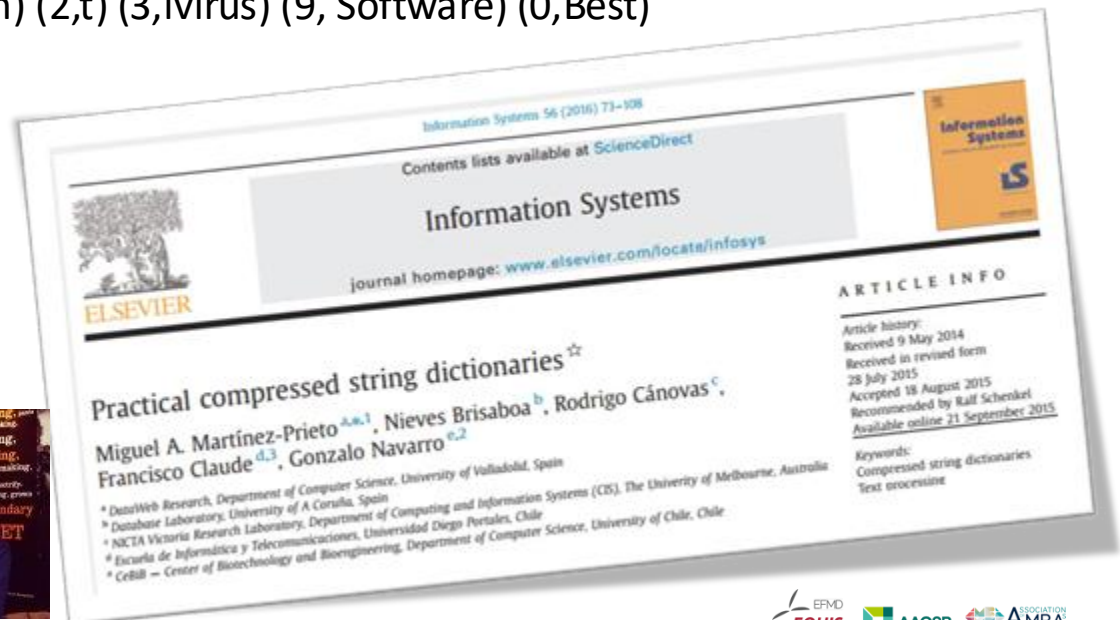 (2,t) (3,Mrus) (9, Software) (0,Best)
Information Systems 56 (2016) 73–108
Contents lists available at ScienceDirect
Information Systems
journal homepage: www.elsevier.com/locate/infosys
Information
Systems
ELSEVIER
Practical compressed string dictionaries☆
Miguel A. Martínez-Prieto a,*,1, Nieves Brisaboa b, Rodrigo Cánovas c,
Francisco Claude d,3, Gonzalo Navarro e,2
a DataWeb Research, Department of Computer Science, University of Valladolid, Spain
b Database Laboratory, University of A Coruña, Spain
c NICTA Victoria Research Laboratory, Department of Computing and Information Systems (CIS), The Univerity of Melbourne, Australia
d Escuela de Informática y Telecomunicaciones, Universidad Diego Portales, Chile
e CeBiB — Center of Biotechnology and Bioengineering, Department of Computer Science, University of Chile, Chile
ARTICLE INFO
Article history:
Received 9 May 2014
Received in revised form
28 July 2015
Accepted 18 August 2015
Recommended by Ralf Schenkel
Available online 21 September 2015
Keywords:
Compressed string dictionaries
Text processing
EFMD